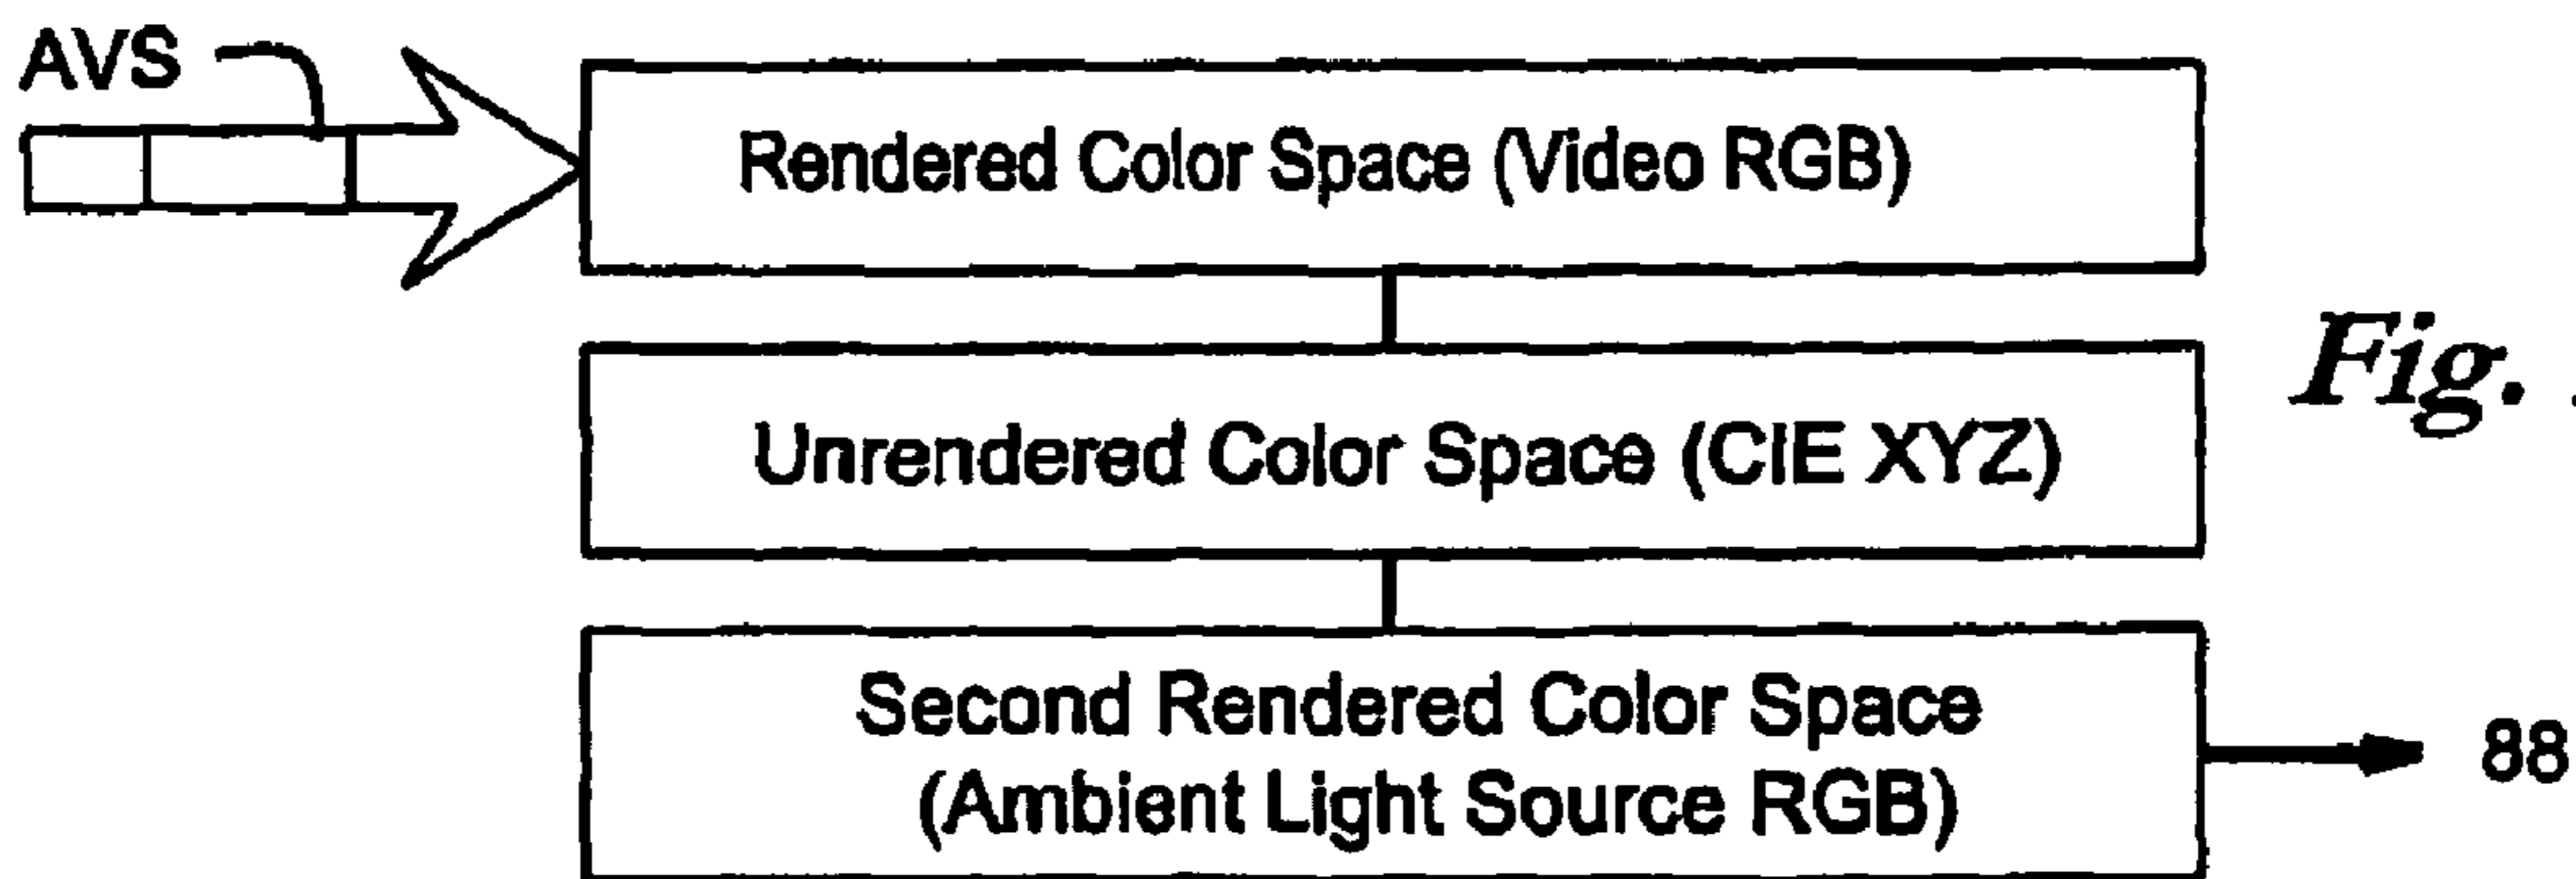 AVS
Rendered Color Space (Video RGB)
Fig.
Unrendered Color Space (CIE XYZ)
Second Rendered Color Space
(Ambient Light Source RGB)
88